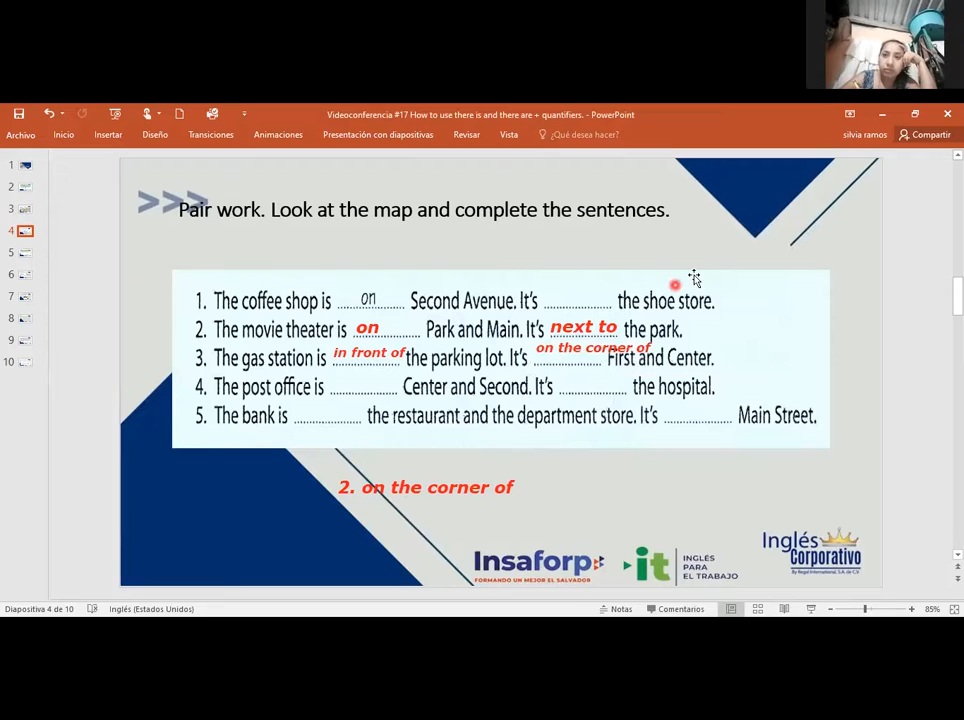 Videoconferencia #17 How to use there is and there are + quantifiers. - PowerPoint
Archivo Inicio Insertar Diseño Transiciones Animaciones Presentación con diapositivas Revisar Vista ¿Qué desea hacer? silvia ramos Compartir
1
2
3
4
5
6
7
8
9
10
>>> Pair work. Look at the map and complete the sentences.
1. The coffee shop is ....on.... Second Avenue. It's .................... the shoe store.
2. The movie theater is on Park and Main. It's next to the park.
3. The gas station is in front of the parking lot. It's on the corner of First and Center.
4. The post office is .................... Center and Second. It's .................... the hospital.
5. The bank is .................... the restaurant and the department store. It's .................... Main Street.
2. on the corner of
Insaforp
FORMANDO UN MEJOR EL SALVADOR
it INGLÉS PARA EL TRABAJO
Inglés Corporativo
By Regal International, S.A. de C.V.
Diapositiva 4 de 10 Inglés (Estados Unidos) Notas Comentarios 85%